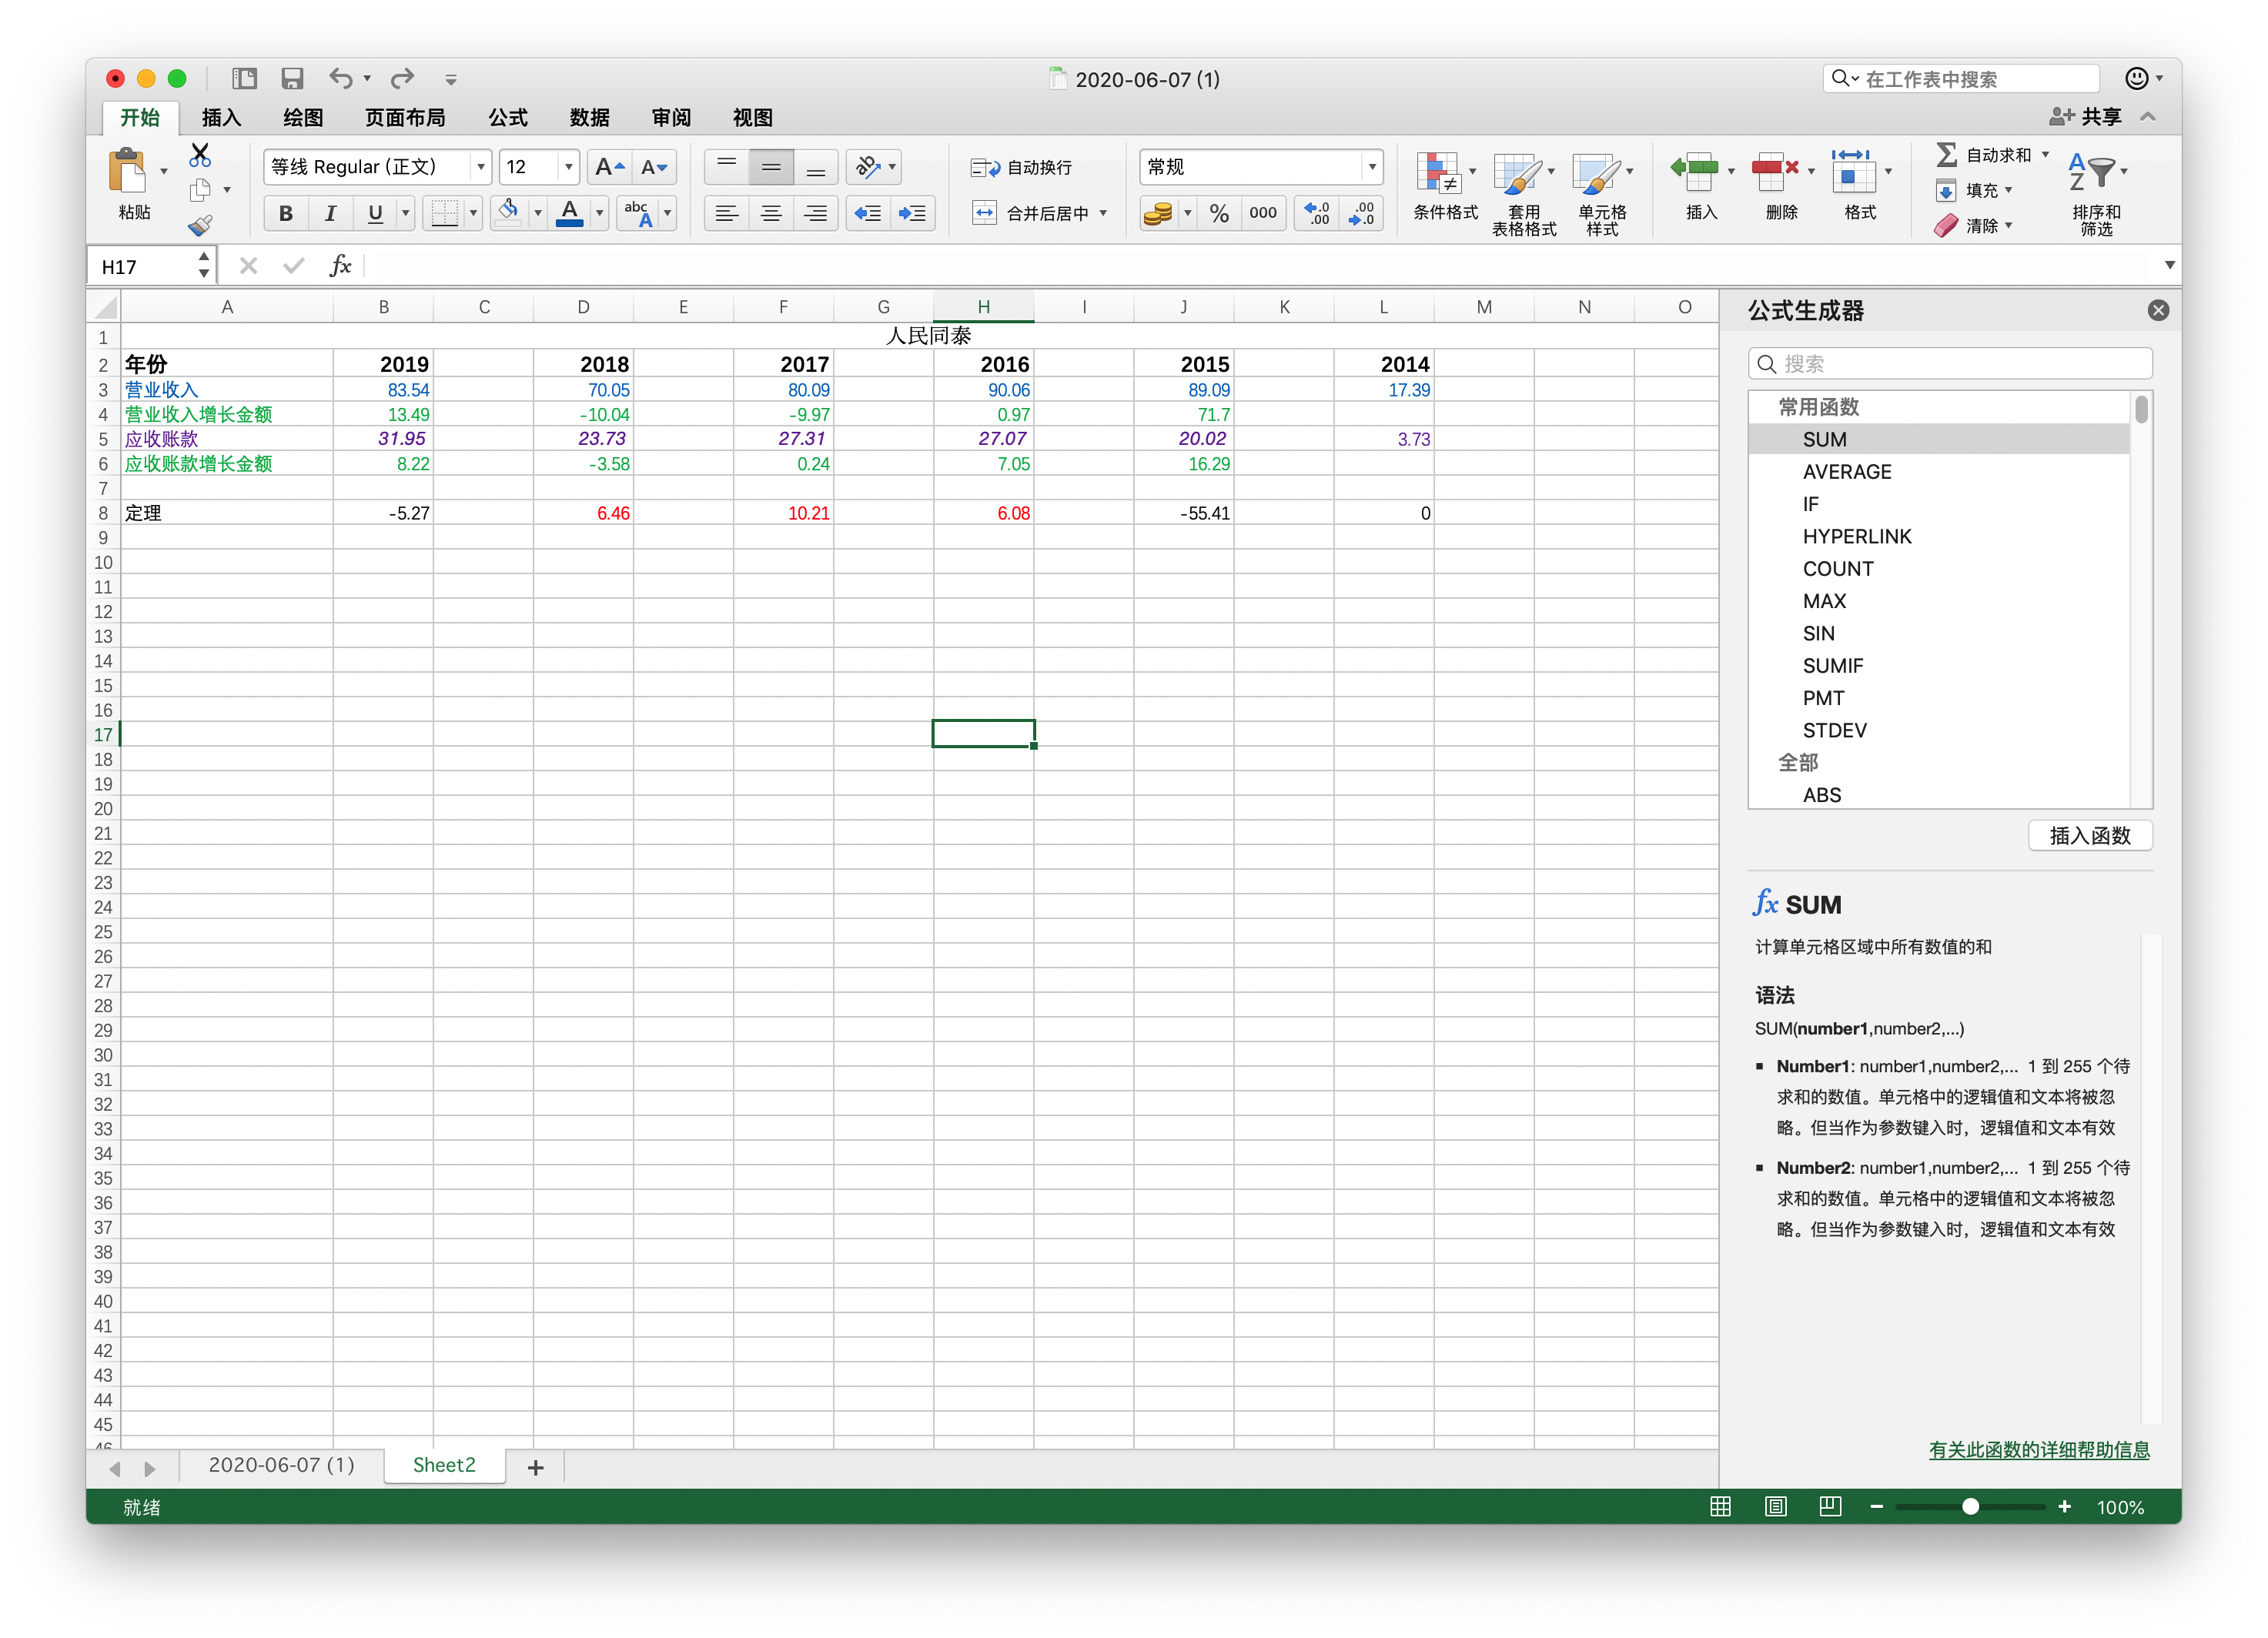 2020-06-07 (1)
在工作表中搜索
开始 插入 绘图 页面布局 公式 数据 审阅 视图 共享
粘贴
等线 Regular (正文) 12 A A
B I U A abc A
自动换行
合并后居中
常规
% 000 .0 .00 .00 .0
条件格式 套用 表格格式 单元格 样式
插入 删除 格式
自动求和
填充
清除
A Z 排序和 筛选
H17 fx
A B C D E F G H I J K L M N O
1 人民同泰
2 年份 2019 2018 2017 2016 2015 2014
3 营业收入 83.54 70.05 80.09 90.06 89.09 17.39
4 营业收入增长金额 13.49 -10.04 -9.97 0.97 71.7
5 应收账款 31.95 23.73 27.31 27.07 20.02 3.73
6 应收账款增长金额 8.22 -3.58 0.24 7.05 16.29
7
8 定理 -5.27 6.46 10.21 6.08 -55.41 0
9
10
11
12
13
14
15
16
17
18
19
20
21
22
23
24
25
26
27
28
29
30
31
32
33
34
35
36
37
38
39
40
41
42
43
44
45
46
公式生成器
搜索
常用函数
SUM
AVERAGE
IF
HYPERLINK
COUNT
MAX
SIN
SUMIF
PMT
STDEV
全部
ABS
插入函数
fx SUM
计算单元格区域中所有数值的和
语法
SUM(number1,number2,...)
Number1: number1,number2,... 1 到 255 个待
求和的数值。单元格中的逻辑值和文本将被忽
略。但当作为参数键入时，逻辑值和文本有效
Number2: number1,number2,... 1 到 255 个待
求和的数值。单元格中的逻辑值和文本将被忽
略。但当作为参数键入时，逻辑值和文本有效
有关此函数的详细帮助信息
2020-06-07 (1) Sheet2 +
就绪 100%